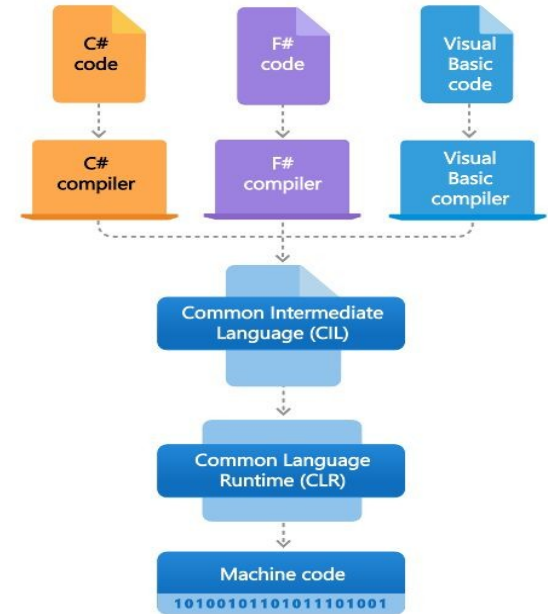 C#
code
F#
code
Visual
Basic
code
C#
compiler
F#
compiler
Visual
Basic
compiler
Common Intermediate
Language (CIL)
Common Language
Runtime (CLR)
Machine code
10100101101011101001